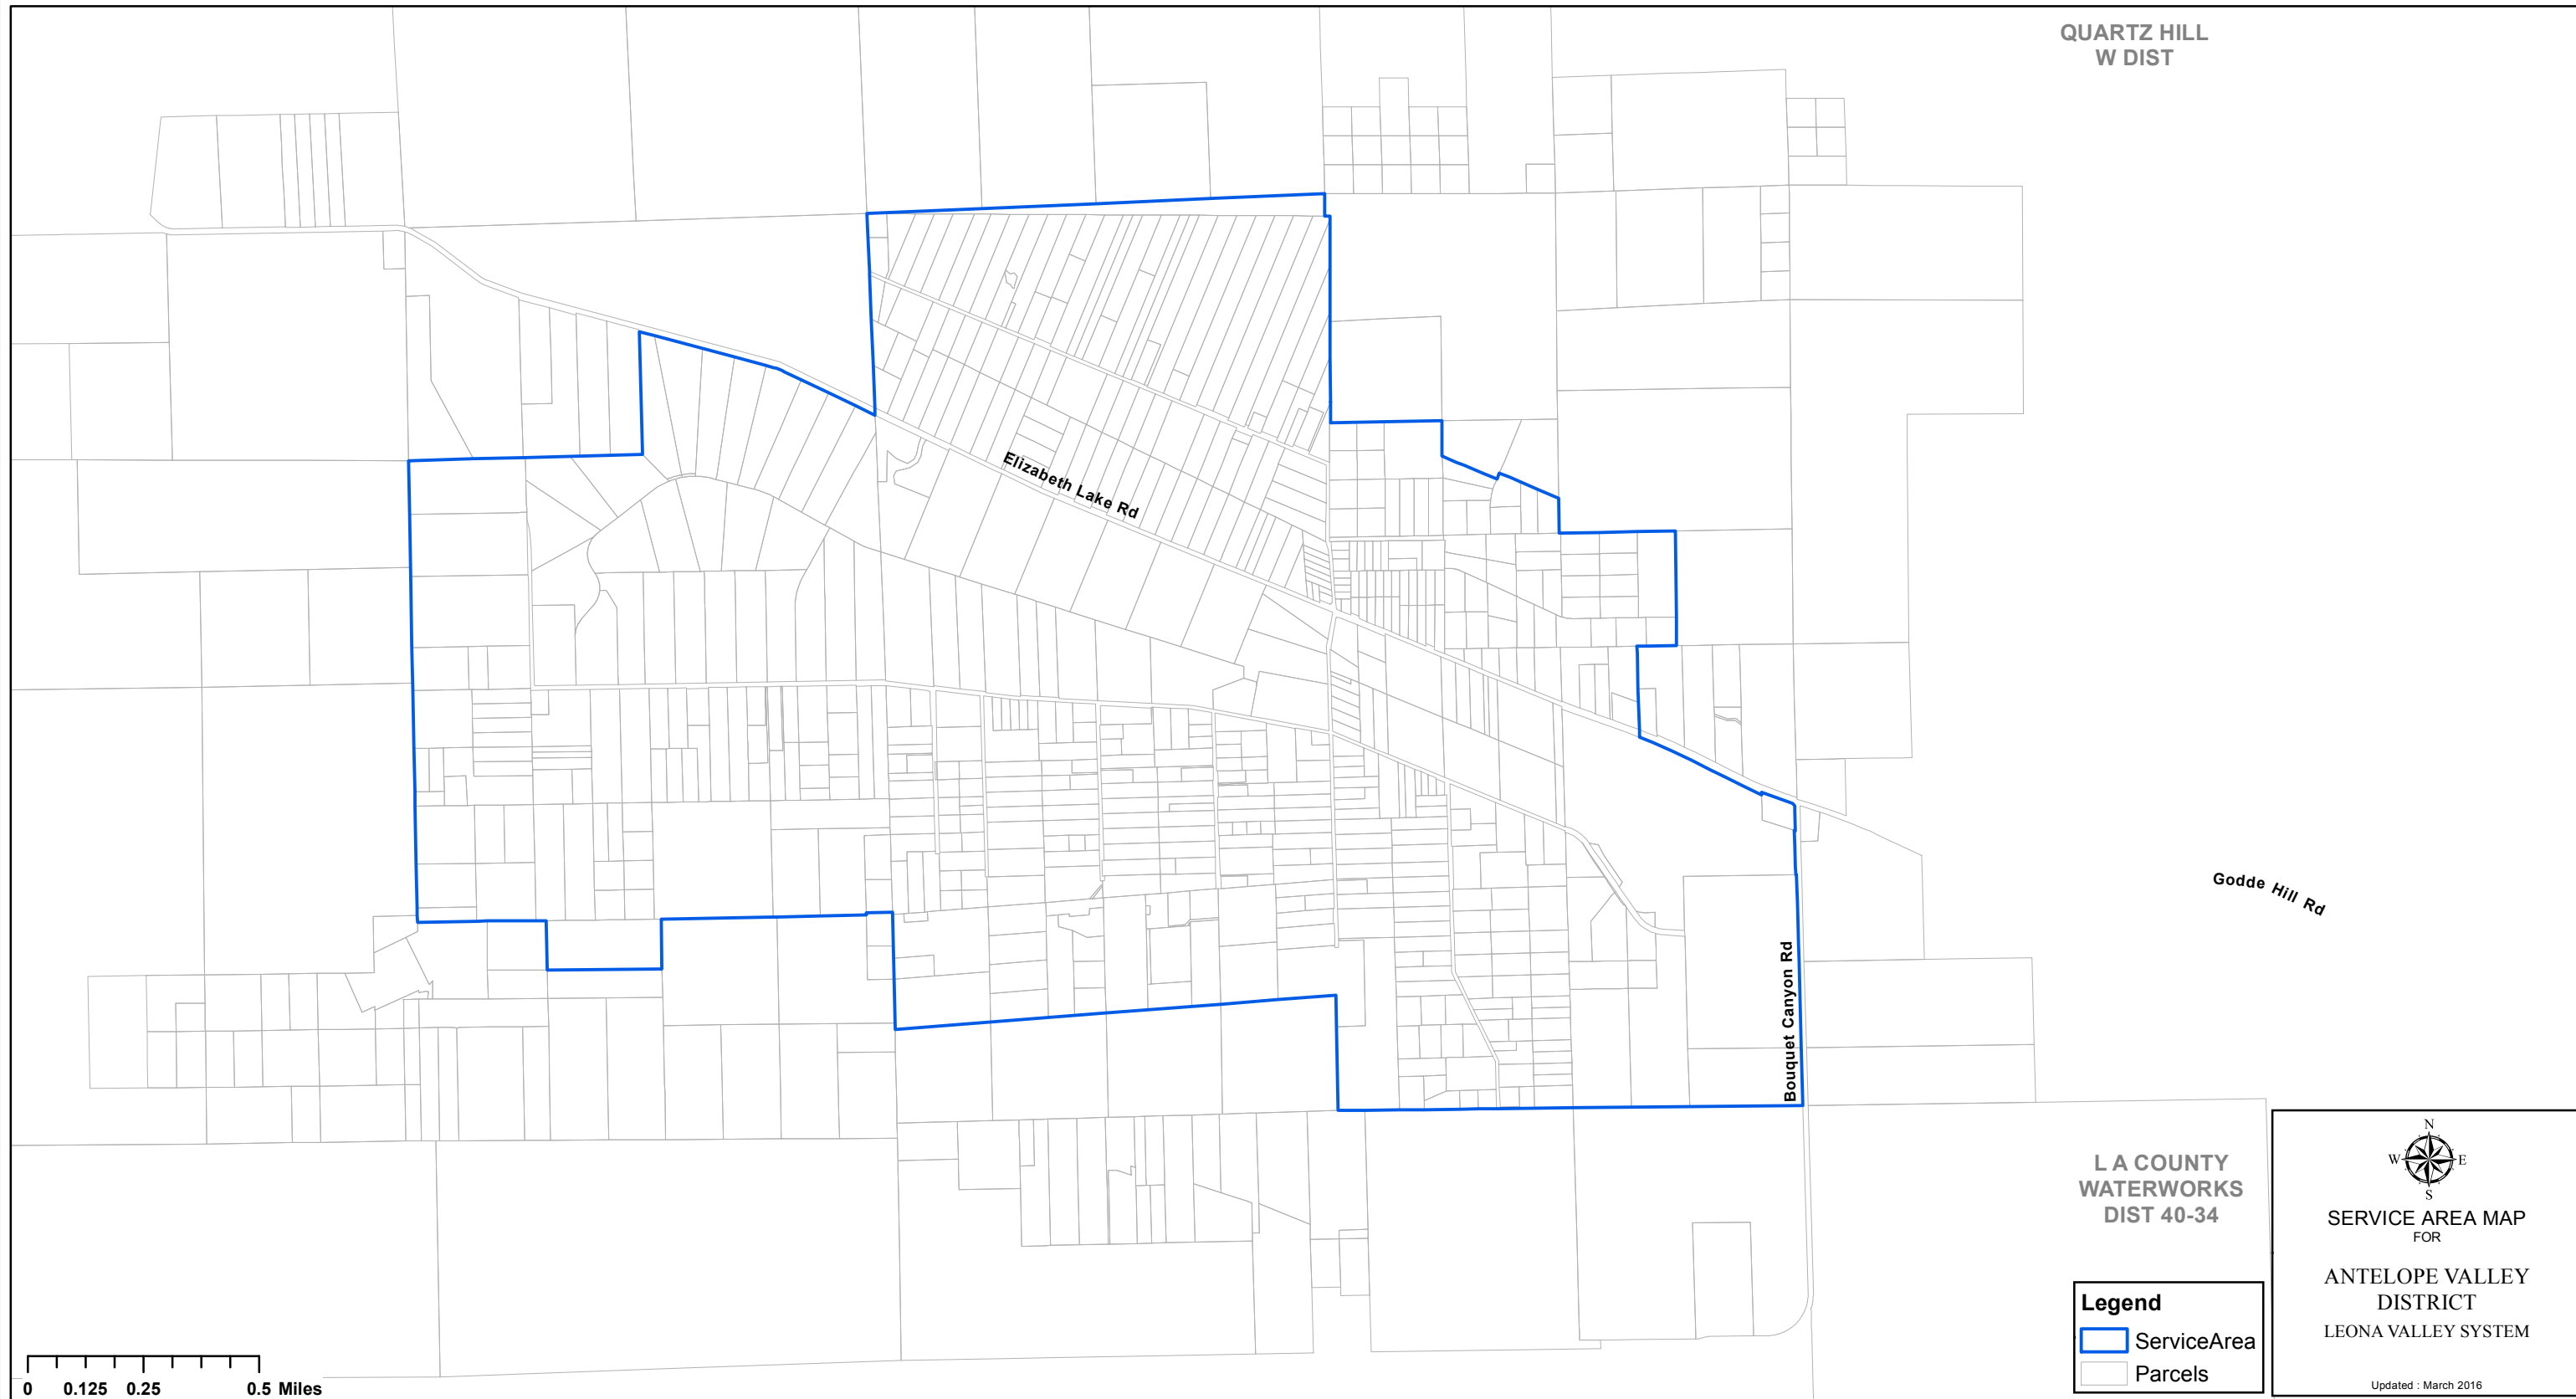 QUARTZ HILL
W DIST
Elizabeth Lake Rd
Godde Hill Rd
Bouquet Canyon Rd
L A COUNTY
WATERWORKS
DIST 40-34
Legend
ServiceArea
Parcels
N
W E
S
SERVICE AREA MAP
FOR
ANTELOPE VALLEY
DISTRICT
LEONA VALLEY SYSTEM
Updated : March 2016
0 0.125 0.25 0.5 Miles